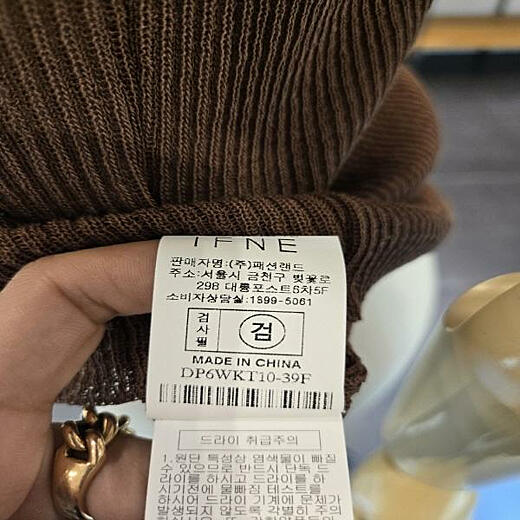 IFNE
판매자명:(주)패션랜드
주소:서울시 금천구 벚꽃로
298 대륭포스트6차5F
소비자상담실:1899-5061
검사필
검
MADE IN CHINA
DP6WKT10-39F
드라이 취급주의
1.원단 특성상 염색물이 빠질
수 있으므로 반드시 단독 드
라이를 하시고 드라이를 하
시기전에 물빠짐 테스트를
하시어 드라이 기계에 문제가
발생되지 않도록 각별히 주의